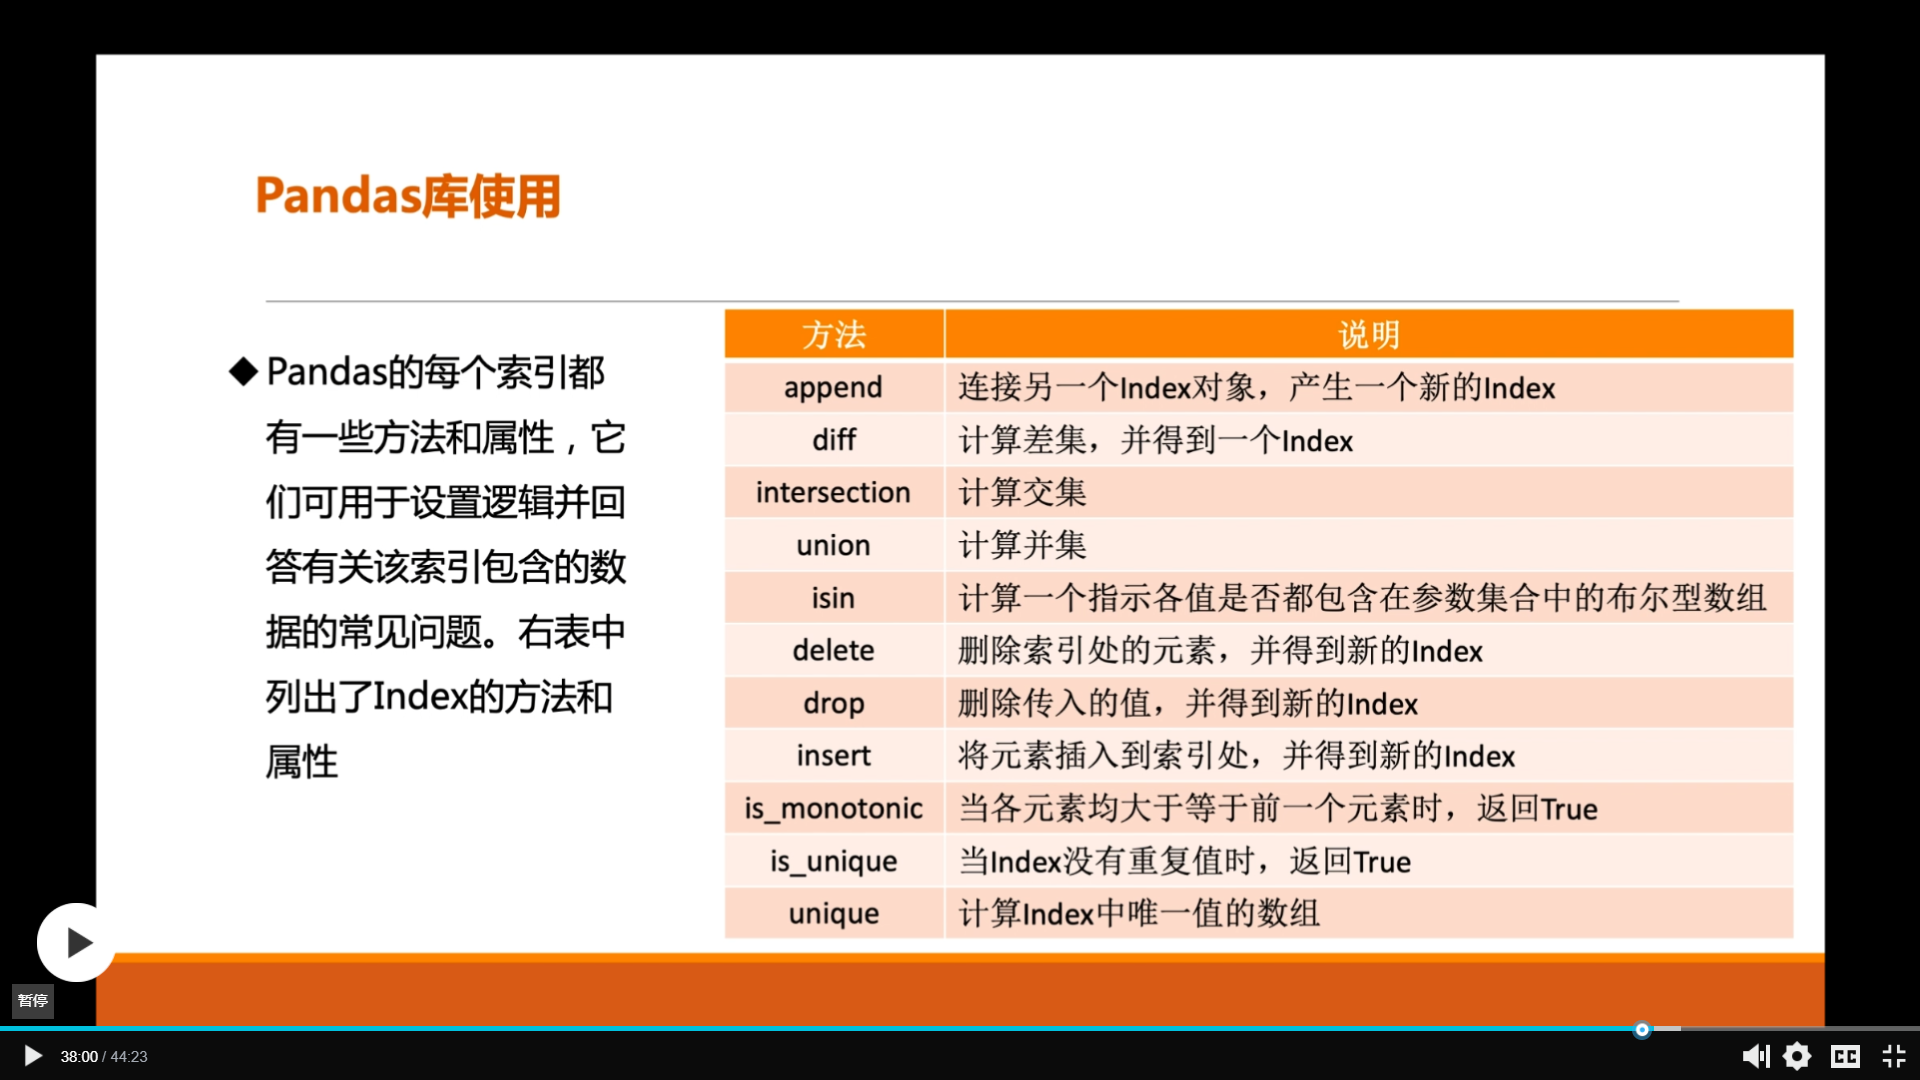 Pandas库使用
◆Pandas的每个索引都
有一些方法和属性，它
们可用于设置逻辑并回
答有关该索引包含的数
据的常见问题。右表中
列出了Index的方法和
属性
方法 说明
append 连接另一个Index对象，产生一个新的Index
diff 计算差集，并得到一个Index
intersection 计算交集
union 计算并集
isin 计算一个指示各值是否都包含在参数集合中的布尔型数组
delete 删除索引处的元素，并得到新的Index
drop 删除传入的值，并得到新的Index
insert 将元素插入到索引处，并得到新的Index
is_monotonic 当各元素均大于等于前一个元素时，返回True
is_unique 当Index没有重复值时，返回True
unique 计算Index中唯一值的数组
暂停
38:00 / 44:23
CC